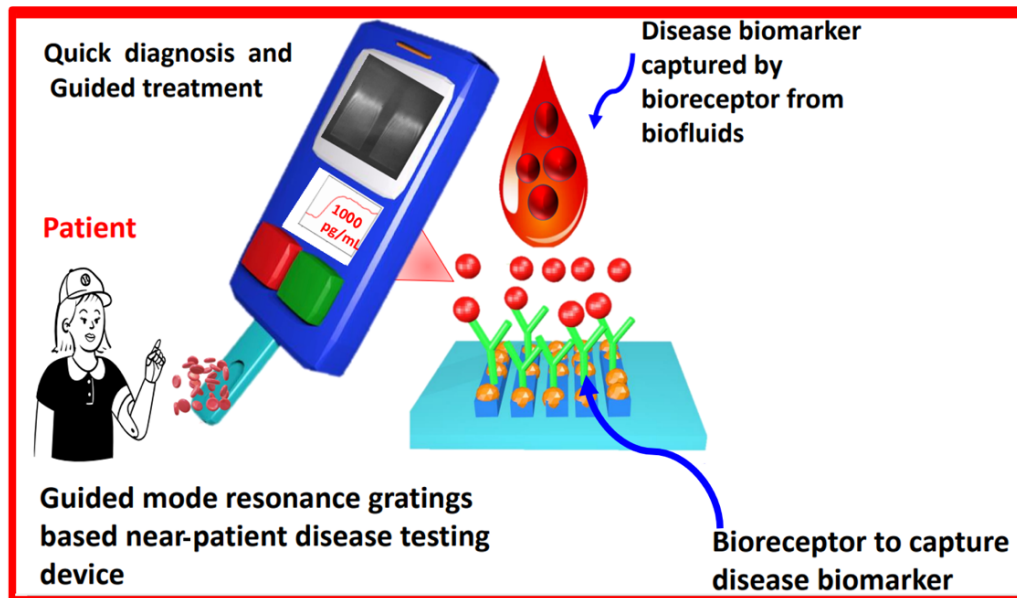 Quick diagnosis and
Guided treatment
Disease biomarker
captured by
bioreceptor from
biofluids
1000
pg/mL
Patient
Guided mode resonance gratings
based near-patient disease testing
device
Bioreceptor to capture
disease biomarker